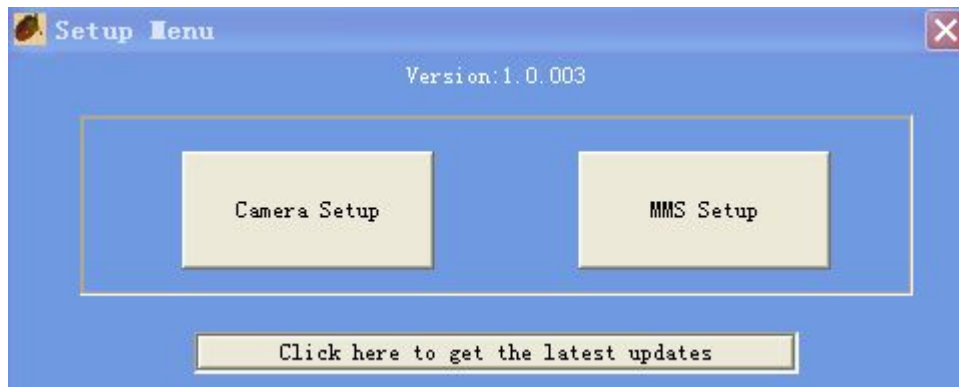 Setup Menu
Version:1.0.003
Camera Setup
MMS Setup
Click here to get the latest updates